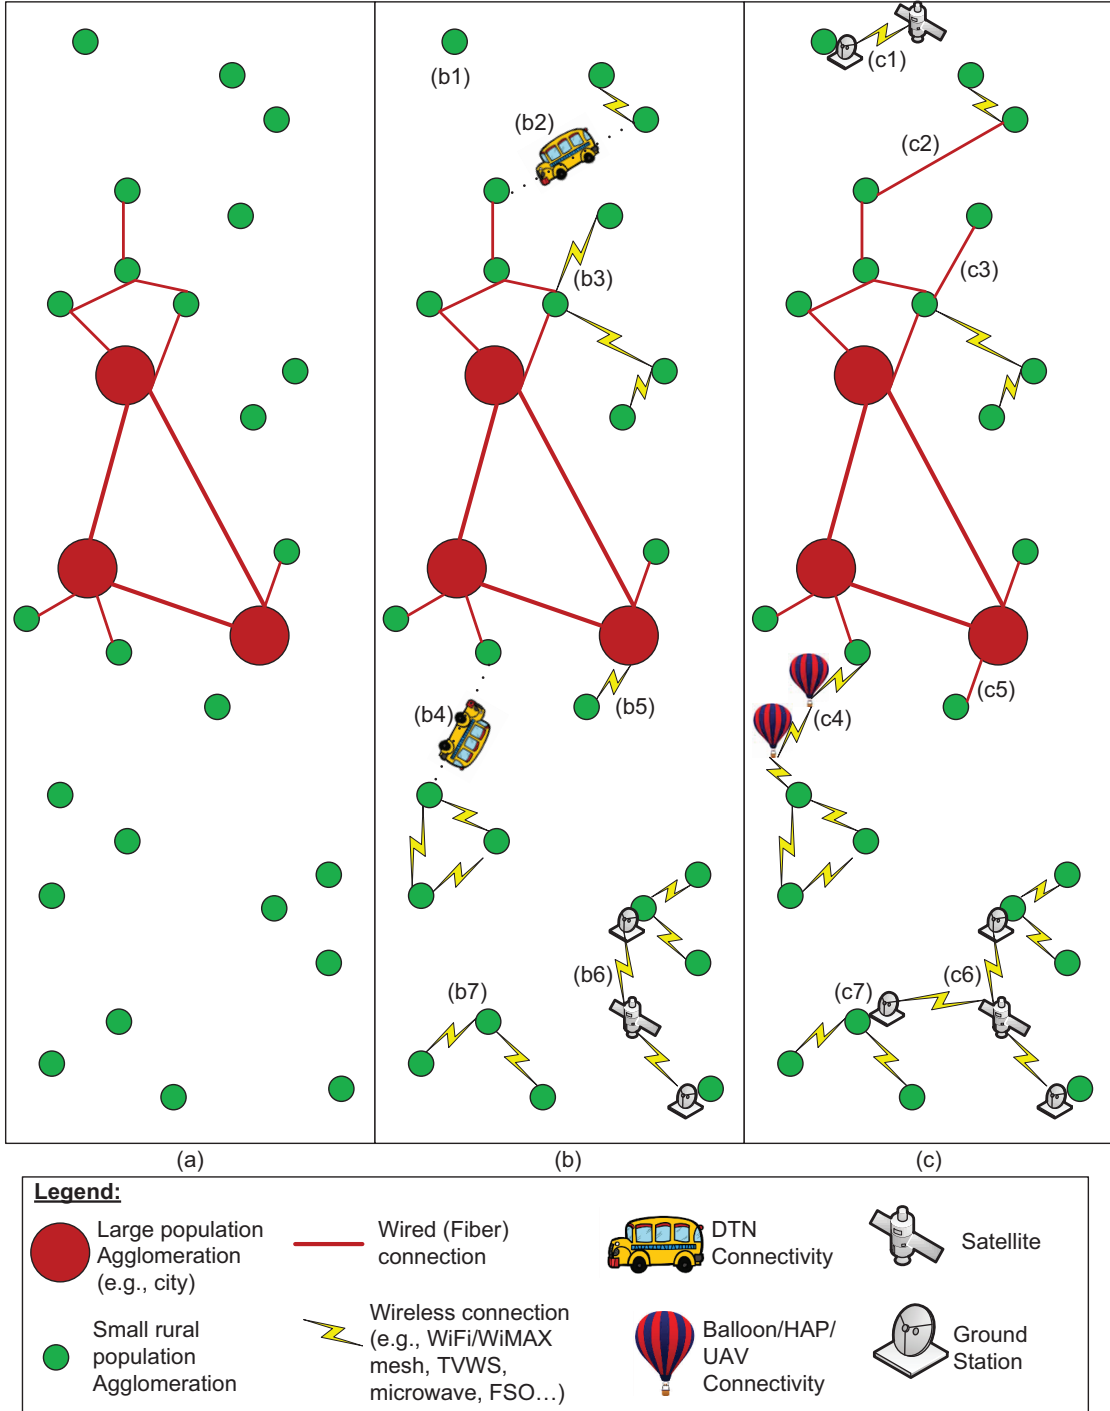 (b1)
(b2)
(b3)
(b4)
(b5)
(b6)
(b7)
(c1)
(c2)
(c3)
(c4)
(c5)
(c6)
(c7)
(a)
(b)
(c)
Legend:
Large population
Agglomeration
(e.g., city)
Wired (Fiber)
connection
DTN
Connectivity
Satellite
Small rural
population
Agglomeration
Wireless connection
(e.g., WiFi/WiMAX
mesh, TVWS,
microwave, FSO...)
Balloon/HAP/
UAV
Connectivity
Ground
Station